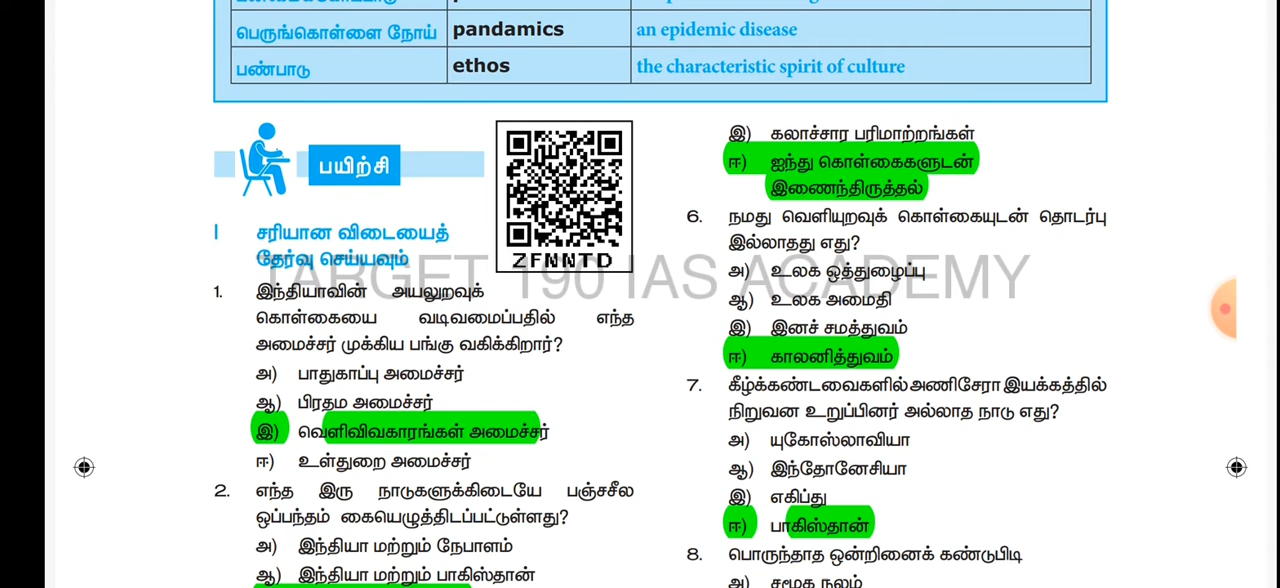 பெருங்கொள்ளை நோய் pandamics an epidemic disease
பண்பாடு ethos the characteristic spirit of culture
பயிற்சி
ZFNNTD
I சரியான விடையைத்
தேர்வு செய்யவும்
TARGET 190 IAS ACADEMY
1. இந்தியாவின் அயலுறவுக்
கொள்கையை வடிவமைப்பதில் எந்த
அமைச்சர் முக்கிய பங்கு வகிக்கிறார்?
அ) பாதுகாப்பு அமைச்சர்
ஆ) பிரதம அமைச்சர்
இ) வெளிவிவகாரங்கள் அமைச்சர்
ஈ) உள்துறை அமைச்சர்
2. எந்த இரு நாடுகளுக்கிடையே பஞ்சசீல
ஒப்பந்தம் கையெழுத்திடப்பட்டுள்ளது?
அ) இந்தியா மற்றும் நேபாளம்
ஆ) இந்தியா மற்றும் பாகிஸ்தான்
இ) கலாச்சார பரிமாற்றங்கள்
ஈ) ஐந்து கொள்கைகளுடன்
இணைந்திருத்தல்
6. நமது வெளியுறவுக் கொள்கையுடன் தொடர்பு
இல்லாதது எது?
அ) உலக ஒத்துழைப்பு
ஆ) உலக அமைதி
இ) இனச் சமத்துவம்
ஈ) காலனித்துவம்
7. கீழ்க்கண்டவைகளில் அணிசேரா இயக்கத்தில்
நிறுவன உறுப்பினர் அல்லாத நாடு எது?
அ) யுகோஸ்லாவியா
ஆ) இந்தோனேசியா
இ) எகிப்து
ஈ) பாகிஸ்தான்
8. பொருந்தாத ஒன்றினைக் கண்டுபிடி
அ) சமூக நலம்